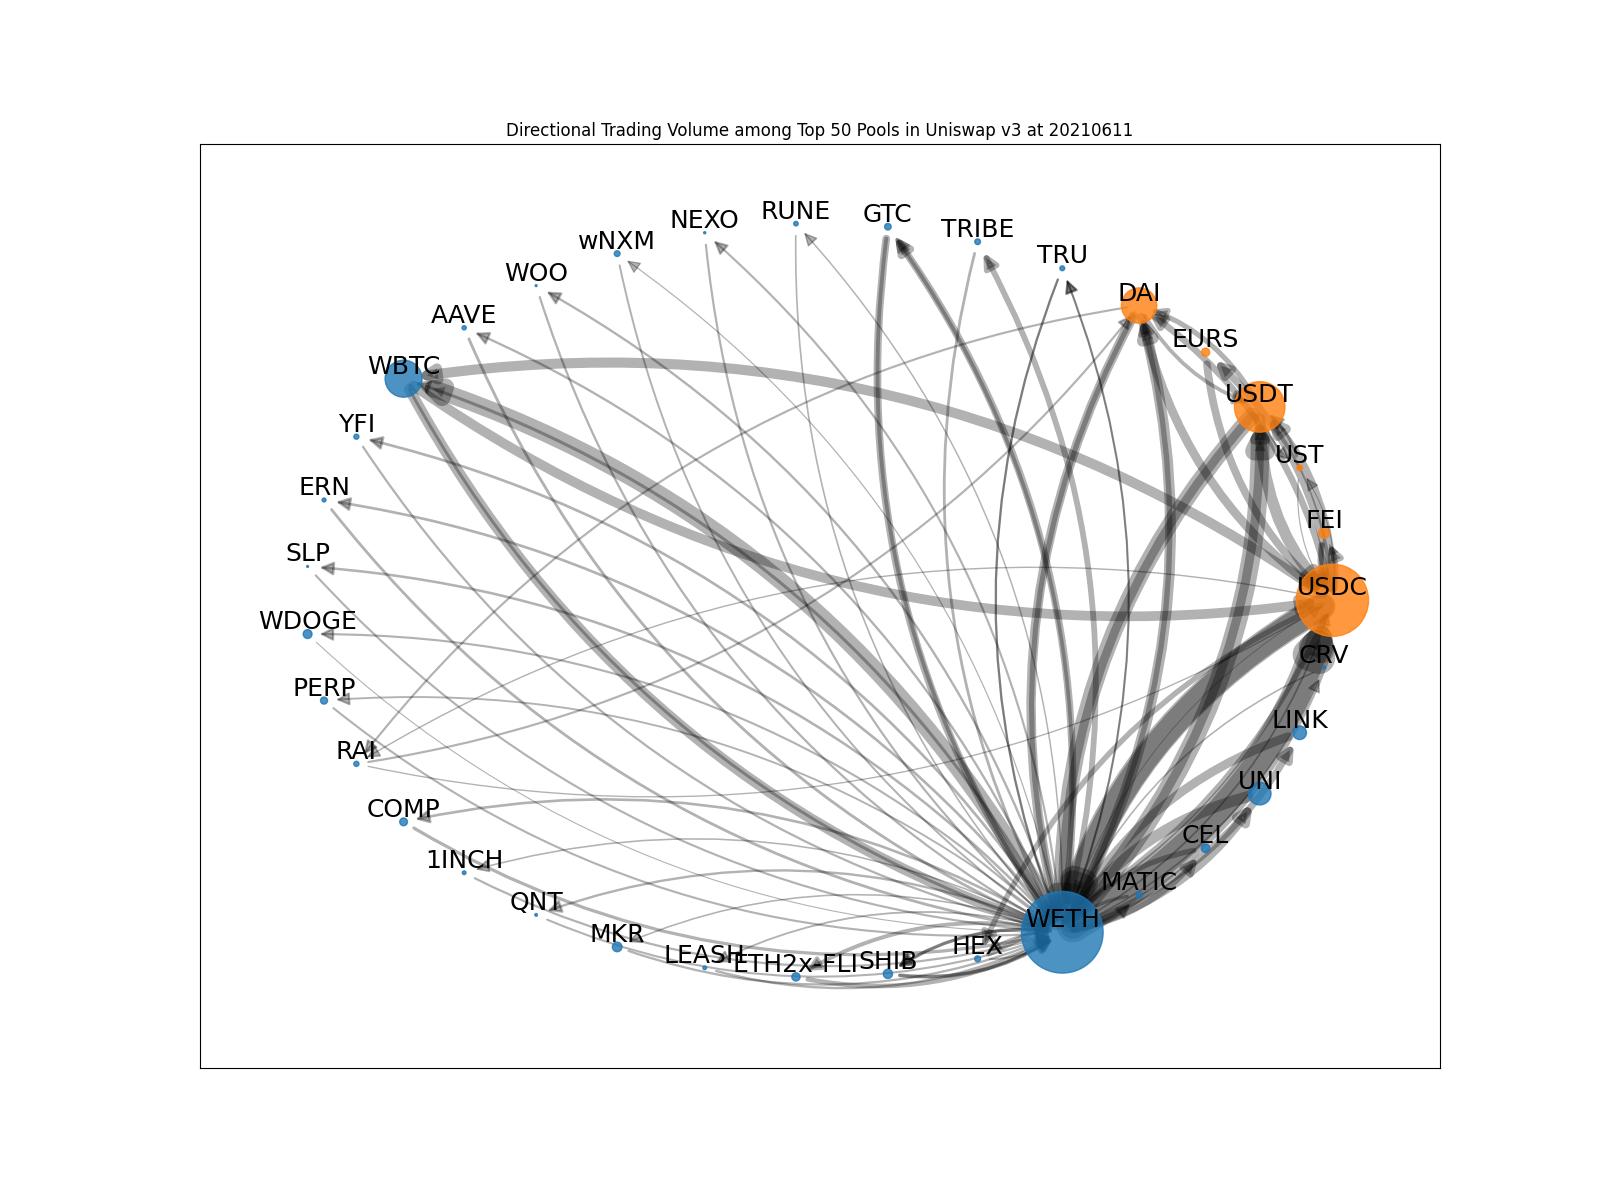 Directional Trading Volume among Top 50 Pools in Uniswap v3 at 20210611
RUNE
GTC
NEXO
TRIBE
wNXM
TRU
WOO
DAI
AAVE
EURS
WBTC
USDT
YFI
UST
ERN
FEI
SLP
USDC
WDOGE
CRV
PERP
LINK
RAI
UNI
COMP
CEL
1INCH
MATIC
QNT
WETH
MKR
HEX
LEASH
ETH2x-FLI
SHIB